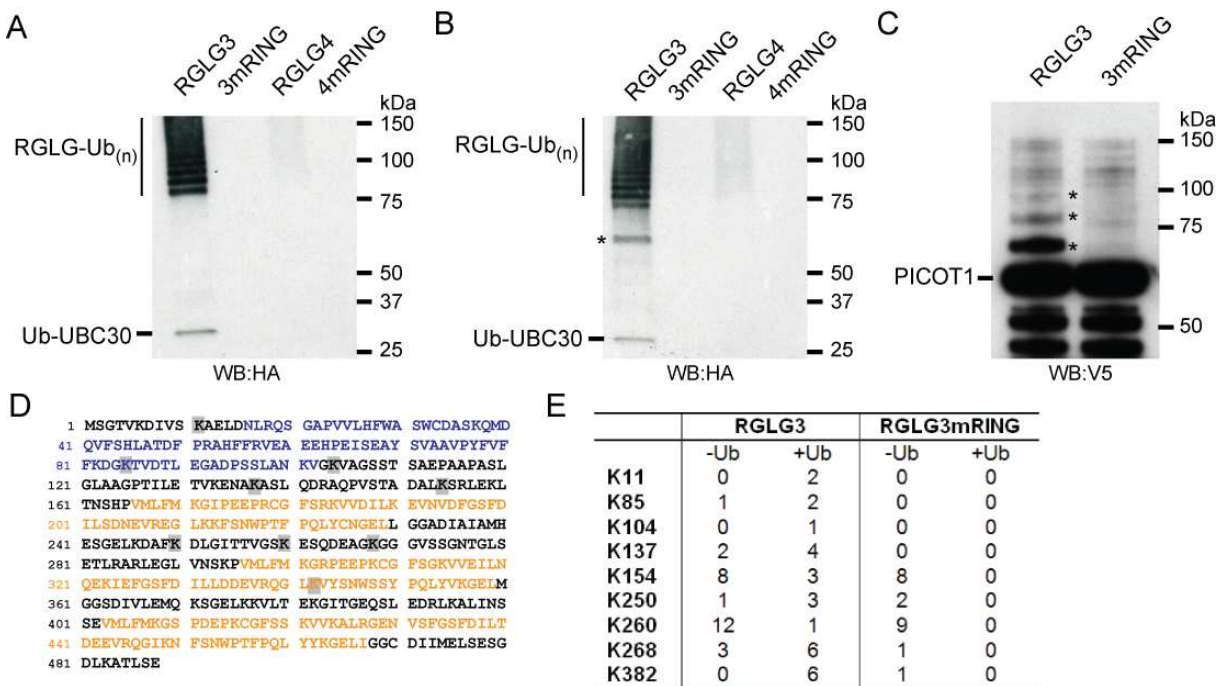 A
RGLG3
3mRING
RGLG4
4mRING
kDa
RGLG-Ub(n)
150
100
75
50
37
25
Ub-UBC30
WB:HA
B
RGLG3
3mRING
RGLG4
4mRING
kDa
RGLG-Ub(n)
150
100
75
*
50
37
25
Ub-UBC30
WB:HA
C
RGLG3
3mRING
kDa
150
100
*
75
*
*
PICOT1
50
WB:V5
D
1 MSGTVKDIVS KAELDNLRQS GAPVVLHFWA SWCDASKQMD
41 QVFSHLATDF PRAHFFRVEA EEHPEISEAY SVAAVPYFVF
81 FKDGKTVDTL EGADPSSLAN KVGKVAGSST SAEPAAPASL
121 GLAAGPTILE TVKENAKASL QDRAQPVSTA DALKSRLEKL
161 TNSHPVMLFM KGIPEEPRCG FSRKVVDILK EVNVDFGSFD
201 ILSDNEVREG LKKFSNWPTF PQLYCNGELL GGADIAIAMH
241 ESGELKDAFK DLGITTVGSK ESQDEAGKGG GVSSGNTGLS
281 ETLRARLEGL VNSKPVMLFM KGRPEEPKCG FSGKVVEILN
321 QEKIEFGSFD ILLDDEVRQG LKVYSNWSSY PQLYVKGELM
361 GGSDIVLEMQ KSGELKKVLT EKGITGEQSL EDRLKALINS
401 SEVMLFMKGS PDEPKCGFSS KVVKALRGEN VSFGSFDILT
441 DEEVRQGIKN FSNWPTFPQL YYKGELIGGC DIIMELSESG
481 DLKATLSE
E
RGLG3 RGLG3mRING
-Ub +Ub -Ub +Ub
K11 0 2 0 0
K85 1 2 0 0
K104 0 1 0 0
K137 2 4 0 0
K154 8 3 8 0
K250 1 3 2 0
K260 12 1 9 0
K268 3 6 1 0
K382 0 6 1 0